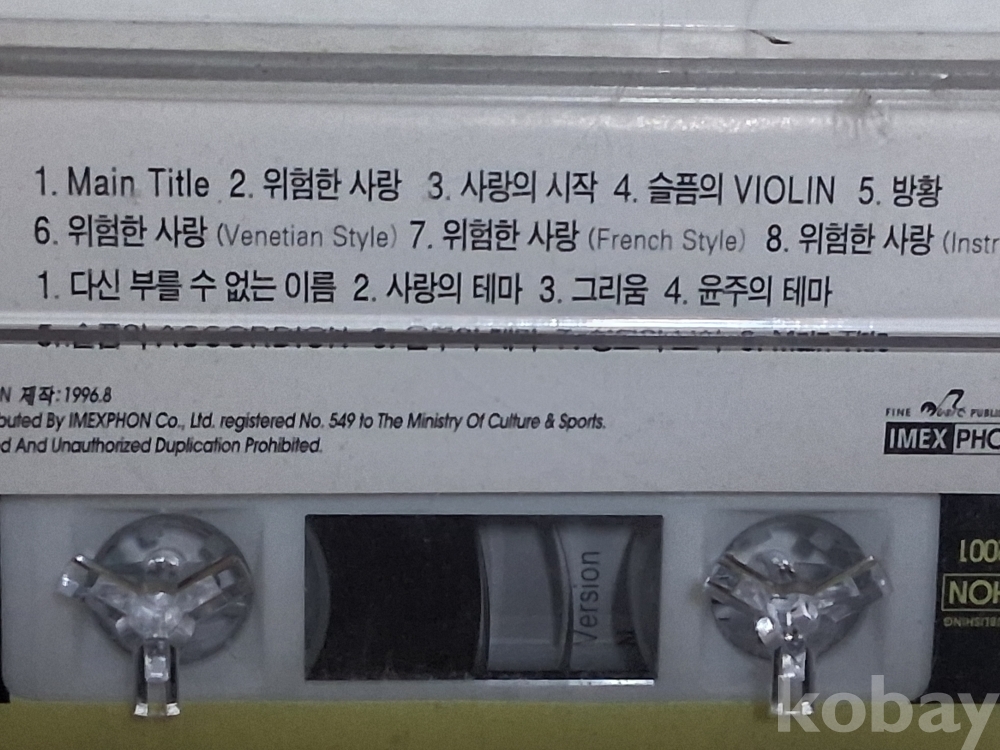 1. Main Title 2. 위험한 사랑 3. 사랑의 시작 4. 슬픔의 VIOLIN 5. 방황
6. 위험한 사랑 (Venetian Style) 7. 위험한 사랑 (French Style) 8. 위험한 사랑 (Instr
1. 다신 부를 수 없는 이름 2. 사랑의 테마 3. 그리움 4. 윤주의 테마
N 제작:1996.8
buted By IMEXPHON Co., Ltd. registered No. 549 to The Ministry Of Culture & Sports.
d And Unauthorized Duplication Prohibited.
FINE MUSIC PUBLI
IMEX PHO
Version
kobay